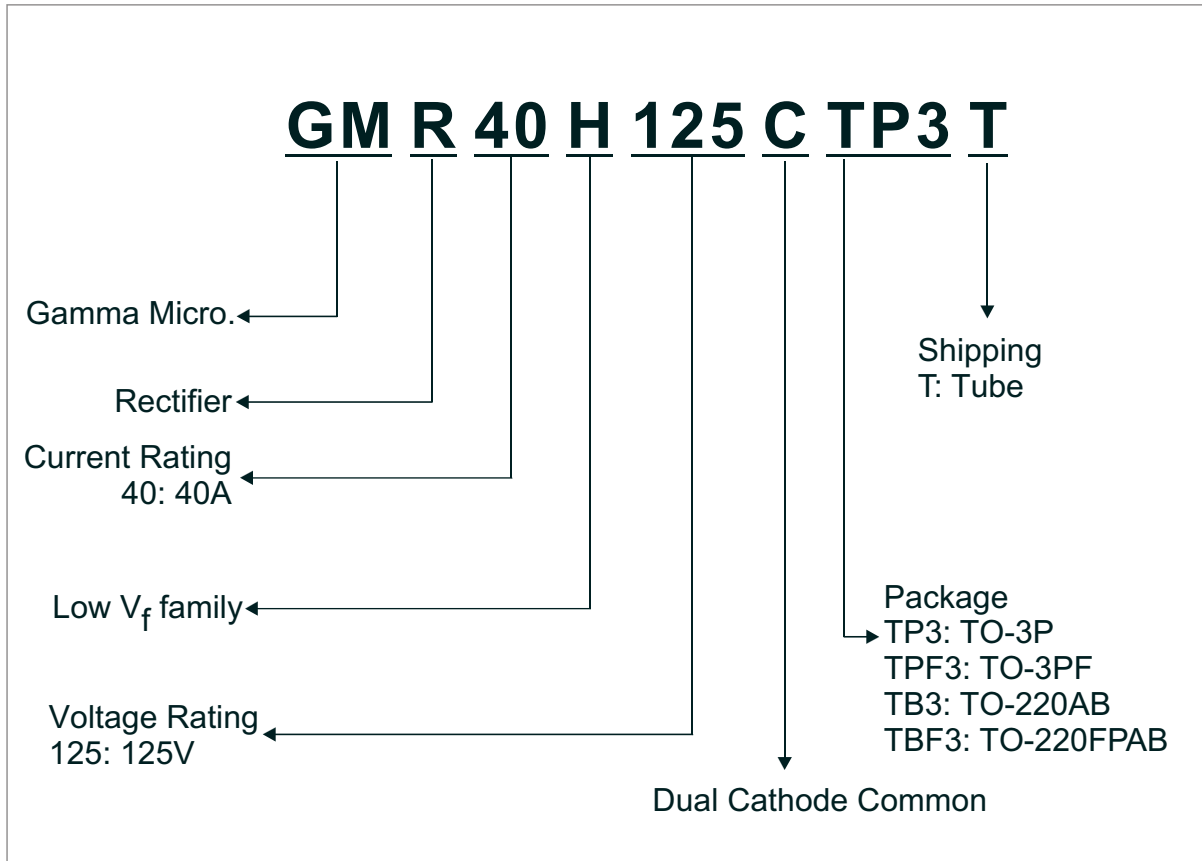 GM R 40 H 125 C TP3 T
Gamma Micro.
Rectifier
Current Rating
40: 40A
Low Vf family
Voltage Rating
125: 125V
Dual Cathode Common
Package
TP3: TO-3P
TPF3: TO-3PF
TB3: TO-220AB
TBF3: TO-220FPAB
Shipping
T: Tube